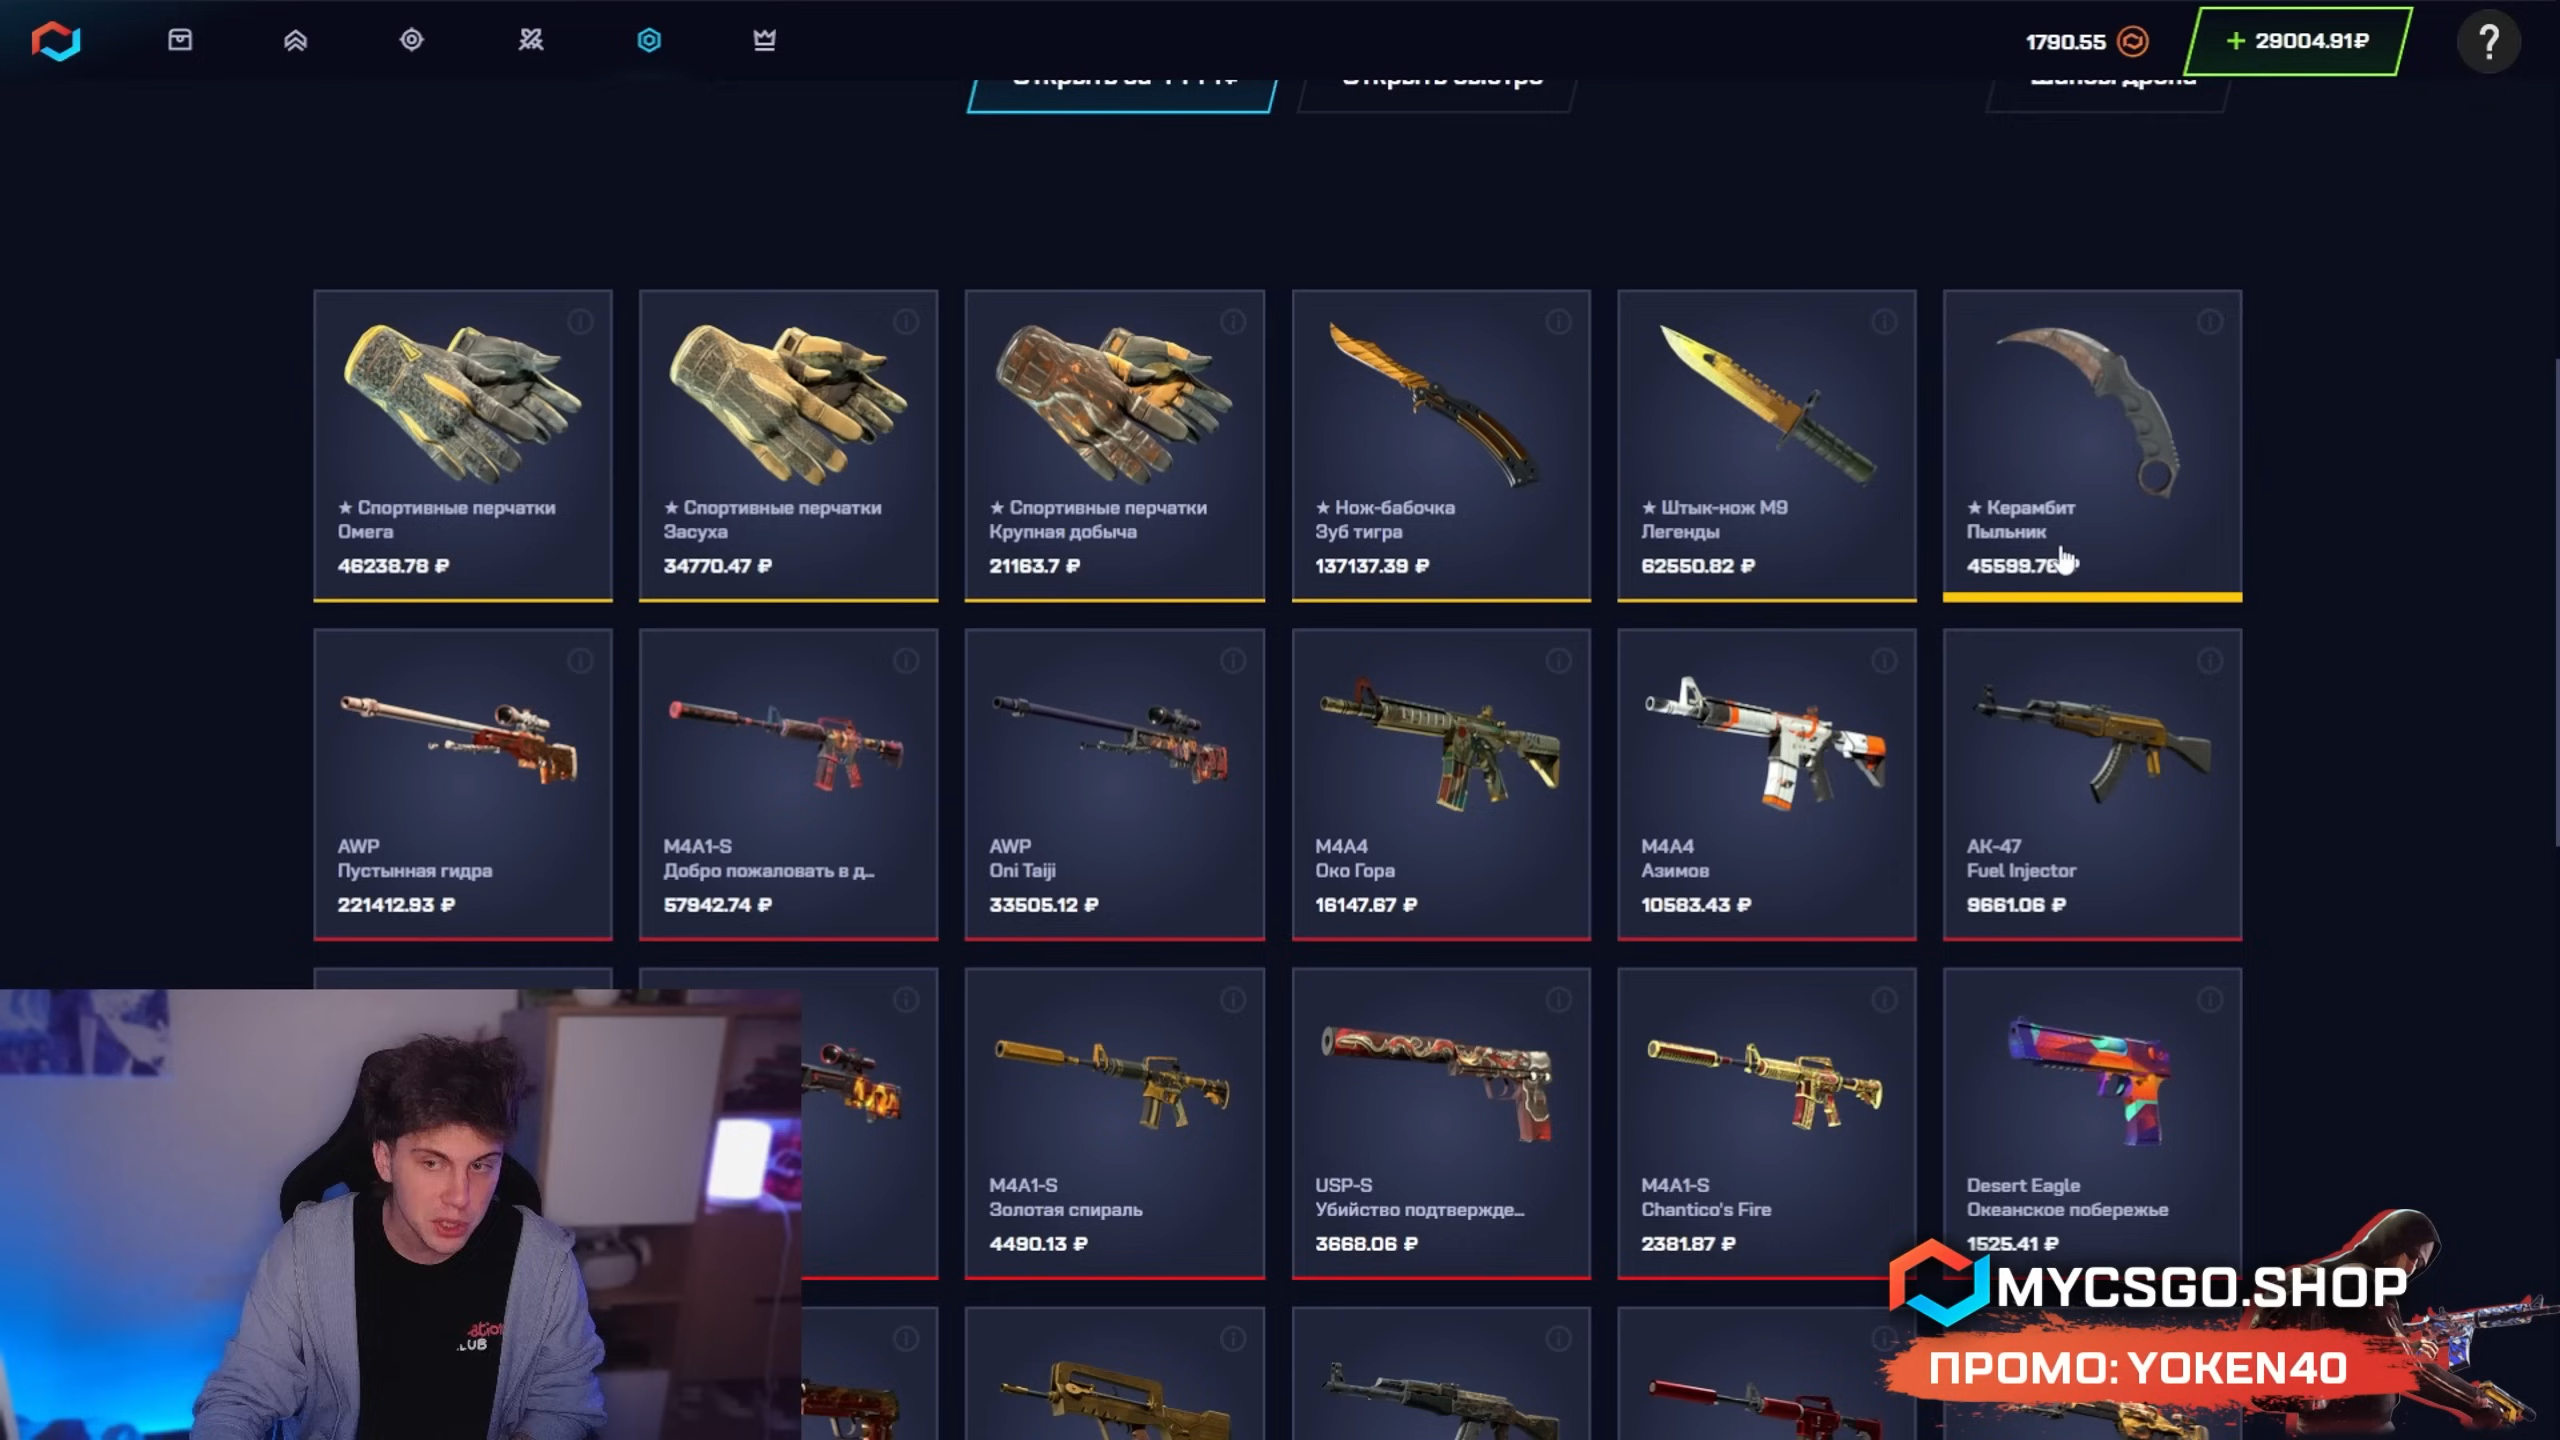 1790.55
+ 29004.91₽
?
★ Спортивные перчатки
Омега
46238.78 ₽
★ Спортивные перчатки
Засуха
34770.47 ₽
★ Спортивные перчатки
Крупная добыча
21163.7 ₽
★ Нож-бабочка
Зуб тигра
137137.39 ₽
★ Штык-нож M9
Легенды
62550.82 ₽
★ Керамбит
Пыльник
AWP
Пустынная гидра
221412.93 ₽
M4A1-S
Добро пожаловать в д...
57942.74 ₽
AWP
Oni Taiji
33505.12 ₽
M4A4
Око Гора
16147.67 ₽
M4A4
Азимов
10583.43 ₽
AK-47
Fuel Injector
9661.06 ₽
M4A1-S
Золотая спираль
4490.13 ₽
USP-S
Убийство подтвержде...
3668.06 ₽
M4A1-S
Chantico's Fire
2381.87 ₽
Desert Eagle
Океанское побережье
1525.41 ₽
MYCSGO.SHOP
ПРОМО: YOKEN40